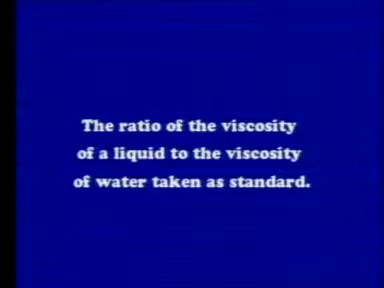 The ratio of the viscosity
of a liquid to the viscosity
of water taken as standard.